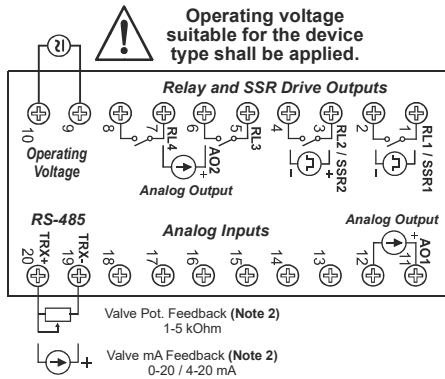 Operating voltage
suitable for the device
type shall be applied.
Relay and SSR Drive Outputs
10 9 8 7 6 5 4 3 2 1
RL4 AO2 RL3 RL2 / SSR2 RL1 / SSR1
Operating
Voltage
+ - + - +
Analog Output
RS-485
Analog Inputs
Analog Output
TRX+ TRX- + AO1
20 19 18 17 16 15 14 13 12 11
Valve Pot. Feedback (Note 2)
1-5 kOhm
+ Valve mA Feedback (Note 2)
0-20 / 4-20 mA